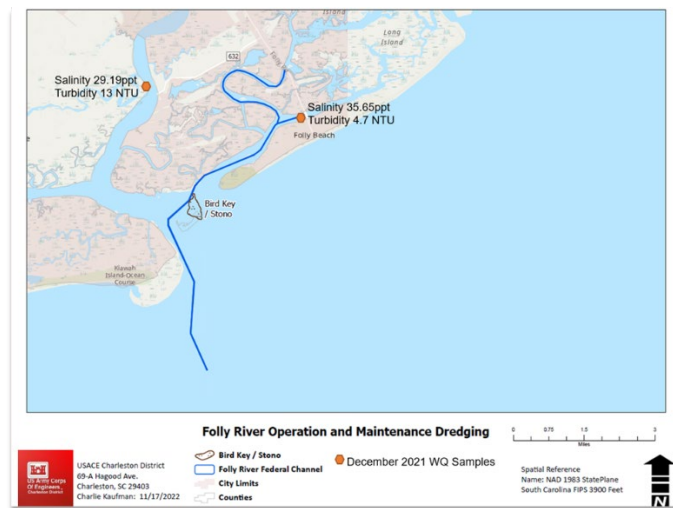 Island
Long
Island
632
Folly
Salinity 29.19ppt
Turbidity 13 NTU
Salinity 35.65ppt
Turbidity 4.7 NTU
Folly Beach
Bird Key
/ Stono
Kiawah
Island-Ocean
Course
Folly River Operation and Maintenance Dredging
0 0.75 1.5 3
Miles
US Army Corps
Of Engineers
Charleston District
USACE Charleston District
69-A Hagood Ave.
Charleston, SC 29403
Charlie Kaufman: 11/17/2022
Bird Key / Stono
Folly River Federal Channel
City Limits
Counties
December 2021 WQ Samples
Spatial Reference
Name: NAD 1983 StatePlane
South Carolina FIPS 3900 Feet
N